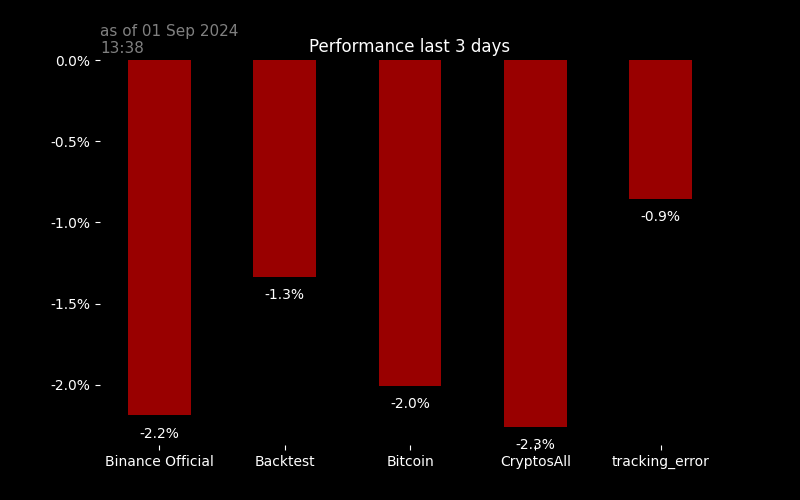 as of 01 Sep 2024
13:38
Performance last 3 days
0.0%
-0.5%
-1.0%
-1.5%
-2.0%
-2.2%
-1.3%
-2.0%
-2.3%
-0.9%
Binance Official
Backtest
Bitcoin
CryptosAll
tracking_error